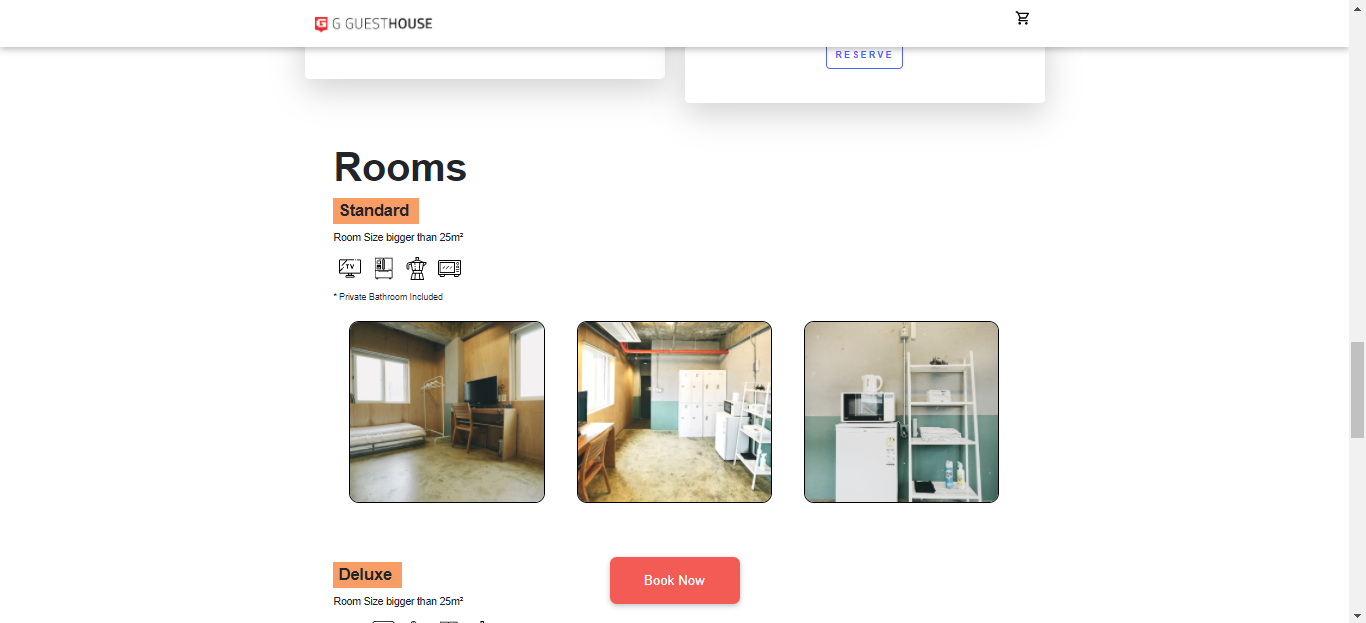 G GUESTHOUSE
RESERVE
Rooms
Standard
Room Size bigger than 25m²
TV
* Private Bathroom Included
Deluxe
Book Now
Room Size bigger than 25m²